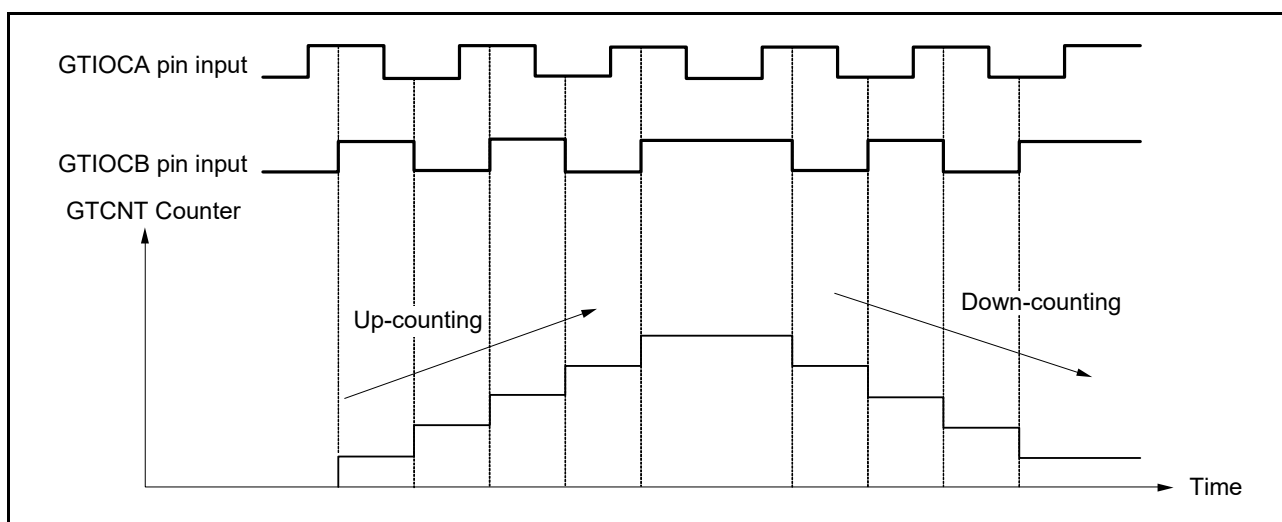 GTIOCA pin input
GTIOCB pin input
GTCNT Counter
Up-counting
Down-counting
Time